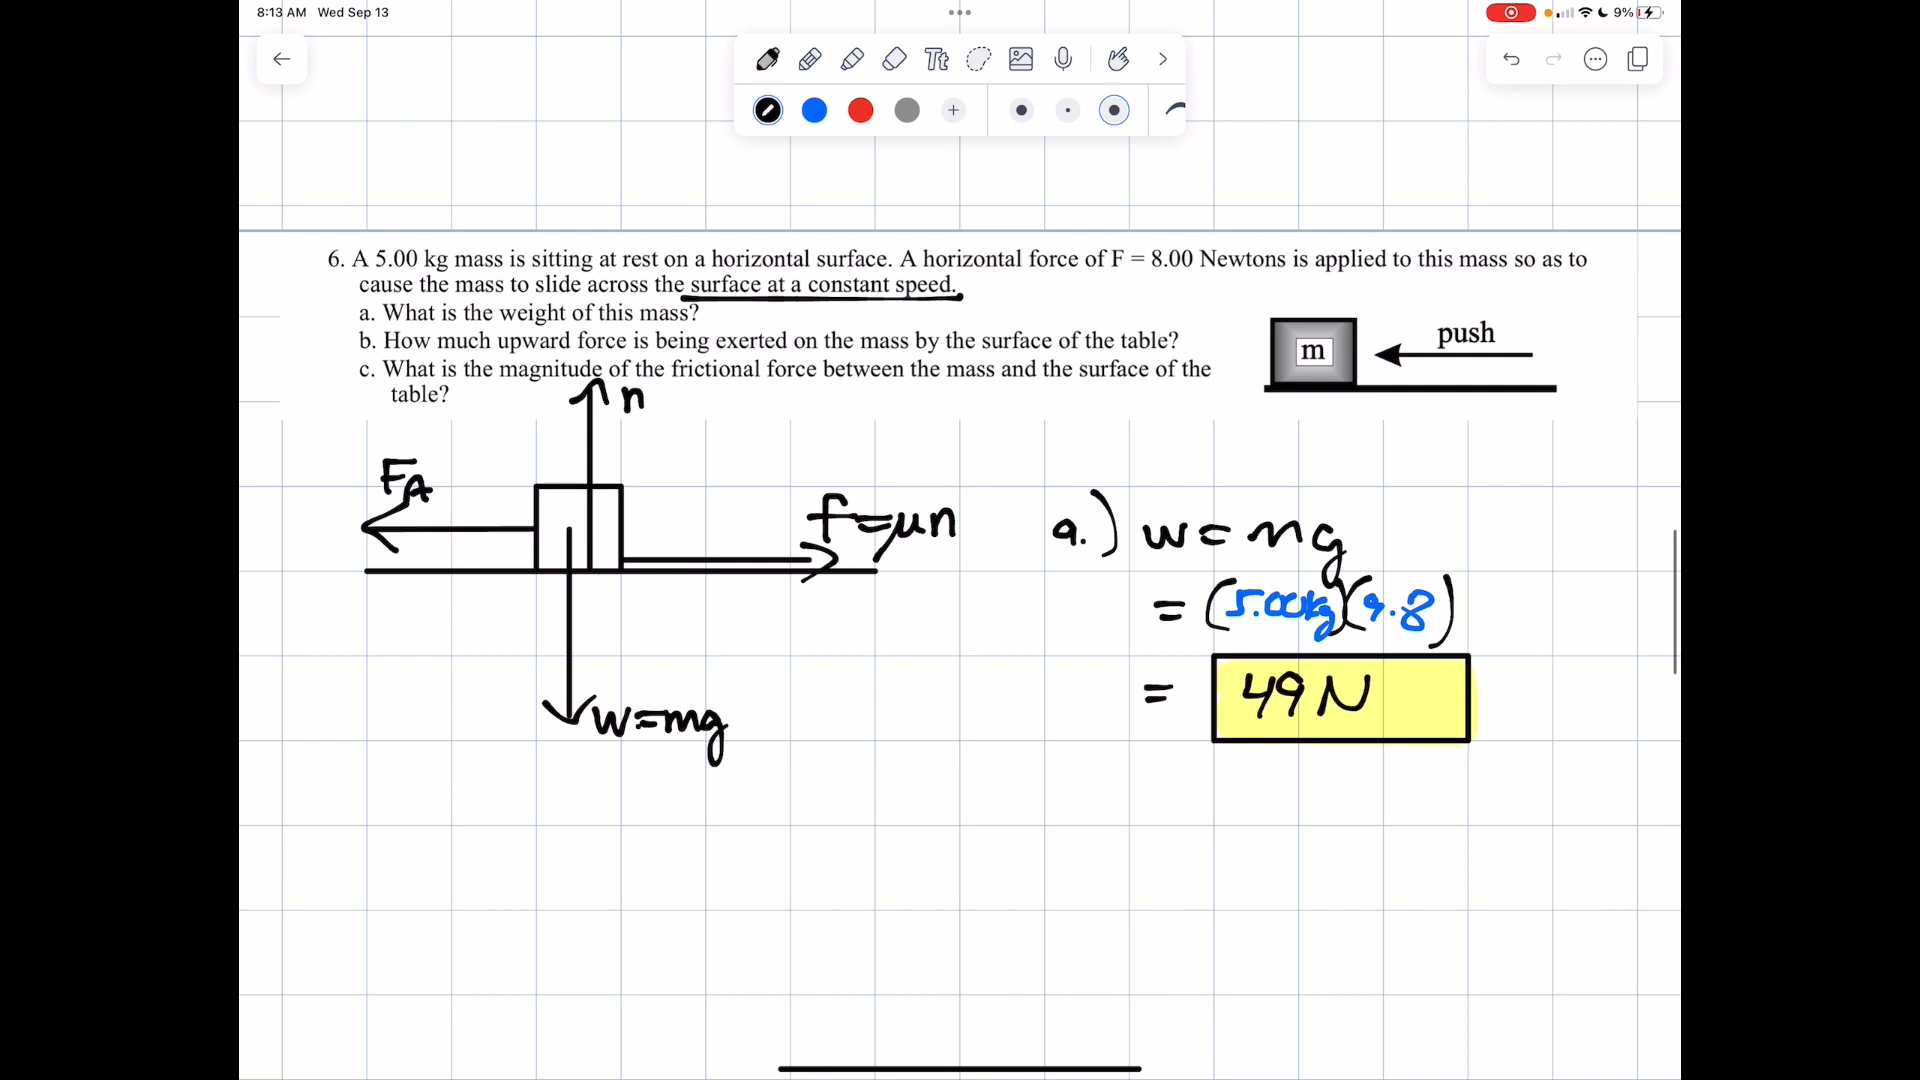 8:13 AM Wed Sep 13
9%
Tt
6. A 5.00 kg mass is sitting at rest on a horizontal surface. A horizontal force of F = 8.00 Newtons is applied to this mass so as to
cause the mass to slide across the surface at a constant speed.
a. What is the weight of this mass?
b. How much upward force is being exerted on the mass by the surface of the table?
c. What is the magnitude of the frictional force between the mass and the surface of the
table?
push
m
n
FA
f=μn
w=mg
a.) w = mg
= (5.00kg)(9.8)
= 49 N